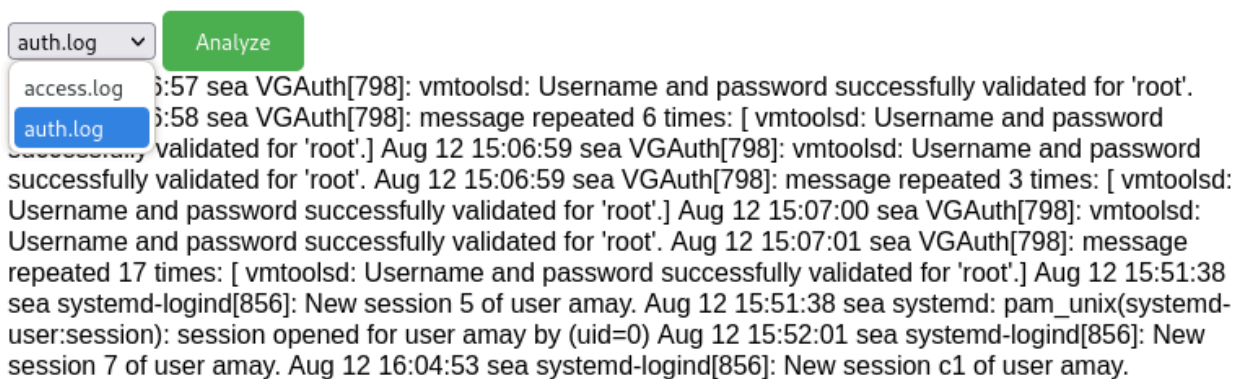 auth.log Analyze
access.log 6:57 sea VGAuth[798]: vmtoolsd: Username and password successfully validated for 'root'.
auth.log 6:58 sea VGAuth[798]: message repeated 6 times: [ vmtoolsd: Username and password
successfully validated for 'root'.] Aug 12 15:06:59 sea VGAuth[798]: vmtoolsd: Username and password
successfully validated for 'root'. Aug 12 15:06:59 sea VGAuth[798]: message repeated 3 times: [ vmtoolsd:
Username and password successfully validated for 'root'.] Aug 12 15:07:00 sea VGAuth[798]: vmtoolsd:
Username and password successfully validated for 'root'. Aug 12 15:07:01 sea VGAuth[798]: message
repeated 17 times: [ vmtoolsd: Username and password successfully validated for 'root'.] Aug 12 15:51:38
sea systemd-logind[856]: New session 5 of user amay. Aug 12 15:51:38 sea systemd: pam_unix(systemd-
user:session): session opened for user amay by (uid=0) Aug 12 15:52:01 sea systemd-logind[856]: New
session 7 of user amay. Aug 12 16:04:53 sea systemd-logind[856]: New session c1 of user amay.